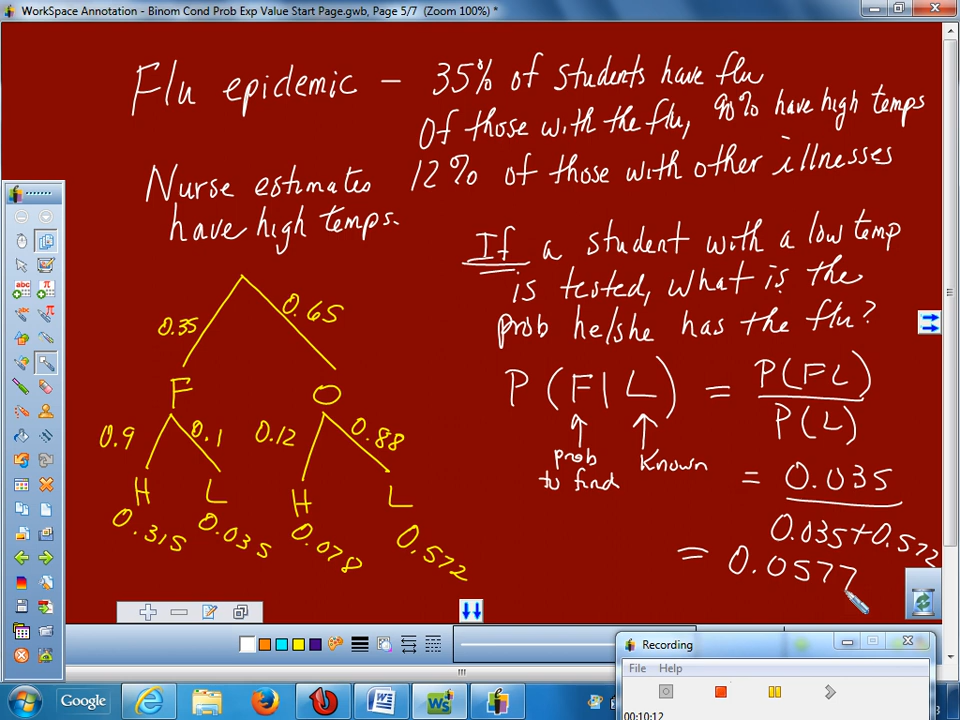 WorkSpace Annotation - Binom Cond Prob Exp Value Start Page.gwb, Page 5/7 (Zoom 100%) *
Flu epidemic – 35% of students have flu
Of those with the flu, 90% have high temps
Nurse estimates 12% of those with other illnesses
have high temps.
If a student with a low temp
is tested, what is the
prob he/she has the flu?
0.35 0.65
F O
0.9 0.1 0.12 0.88
H L H L
0.315 0.035 0.078 0.572
P(F|L) = P(FL)
P(L)
prob
to find
Known
= 0.035
0.035+0.572
= 0.0577
abc
Recording
File Help
00:10:12
Google
W
Ws